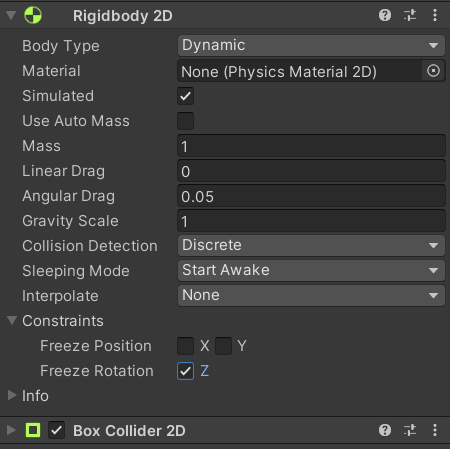 Rigidbody 2D
Body Type Dynamic
Material None (Physics Material 2D)
Simulated
Use Auto Mass
Mass 1
Linear Drag 0
Angular Drag 0.05
Gravity Scale 1
Collision Detection Discrete
Sleeping Mode Start Awake
Interpolate None
Constraints
Freeze Position X Y
Freeze Rotation Z
Info
Box Collider 2D